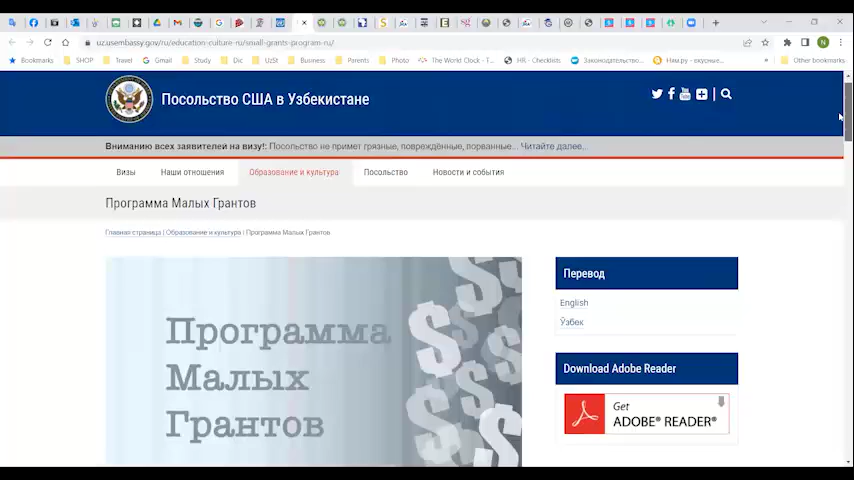 uz.usembassy.gov/ru/education-culture-ru/small-grants-program-ru/
N
Bookmarks SHOP Travel Gmail Study Dic UzSt Business Parents Photo The World Clock - T... HR - Checklists Законодательство... Ням.ру - вкусные... » Other bookmarks
Посольство США в Узбекистане
Вниманию всех заявителей на визу!: Посольство не примет грязные, повреждённые, порванные... Читайте далее...
Визы Наши отношения Образование и культура Посольство Новости и события
Программа Малых Грантов
Главная страница | Образование и культура | Программа Малых Грантов
Программа
Малых
Грантов
Перевод
English
Ўзбек
Download Adobe Reader
Get
ADOBE® READER®